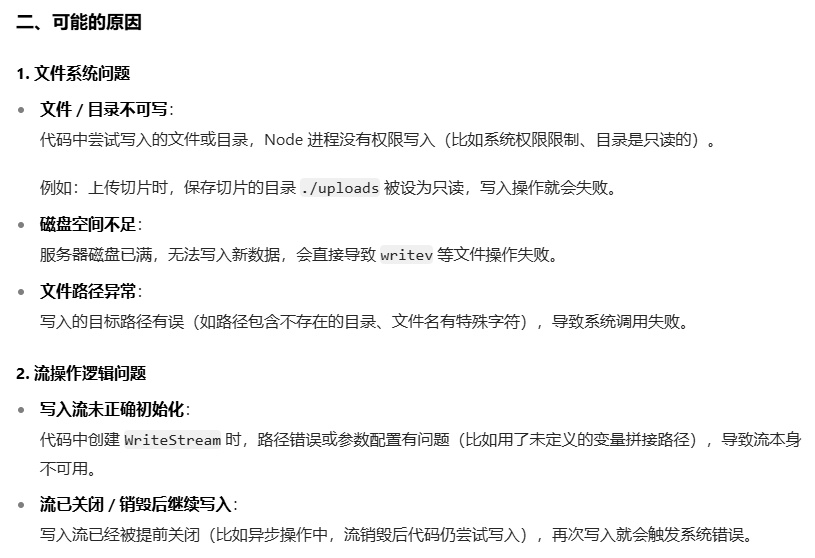 二、可能的原因
1. 文件系统问题
文件 / 目录不可写：
代码中尝试写入的文件或目录，Node 进程没有权限写入（比如系统权限限制、目录是只读的）。
例如：上传切片时，保存切片的目录 ./uploads 被设为只读，写入操作就会失败。
磁盘空间不足：
服务器磁盘已满，无法写入新数据，会直接导致 writev 等文件操作失败。
文件路径异常：
写入的目标路径有误（如路径包含不存在的目录、文件名有特殊字符），导致系统调用失败。
2. 流操作逻辑问题
写入流未正确初始化：
代码中创建 WriteStream 时，路径错误或参数配置有问题（比如用了未定义的变量拼接路径），导致流本身
不可用。
流已关闭 / 销毁后继续写入：
写入流已经被提前关闭（比如异步操作中，流销毁后代码仍尝试写入），再次写入就会触发系统错误。